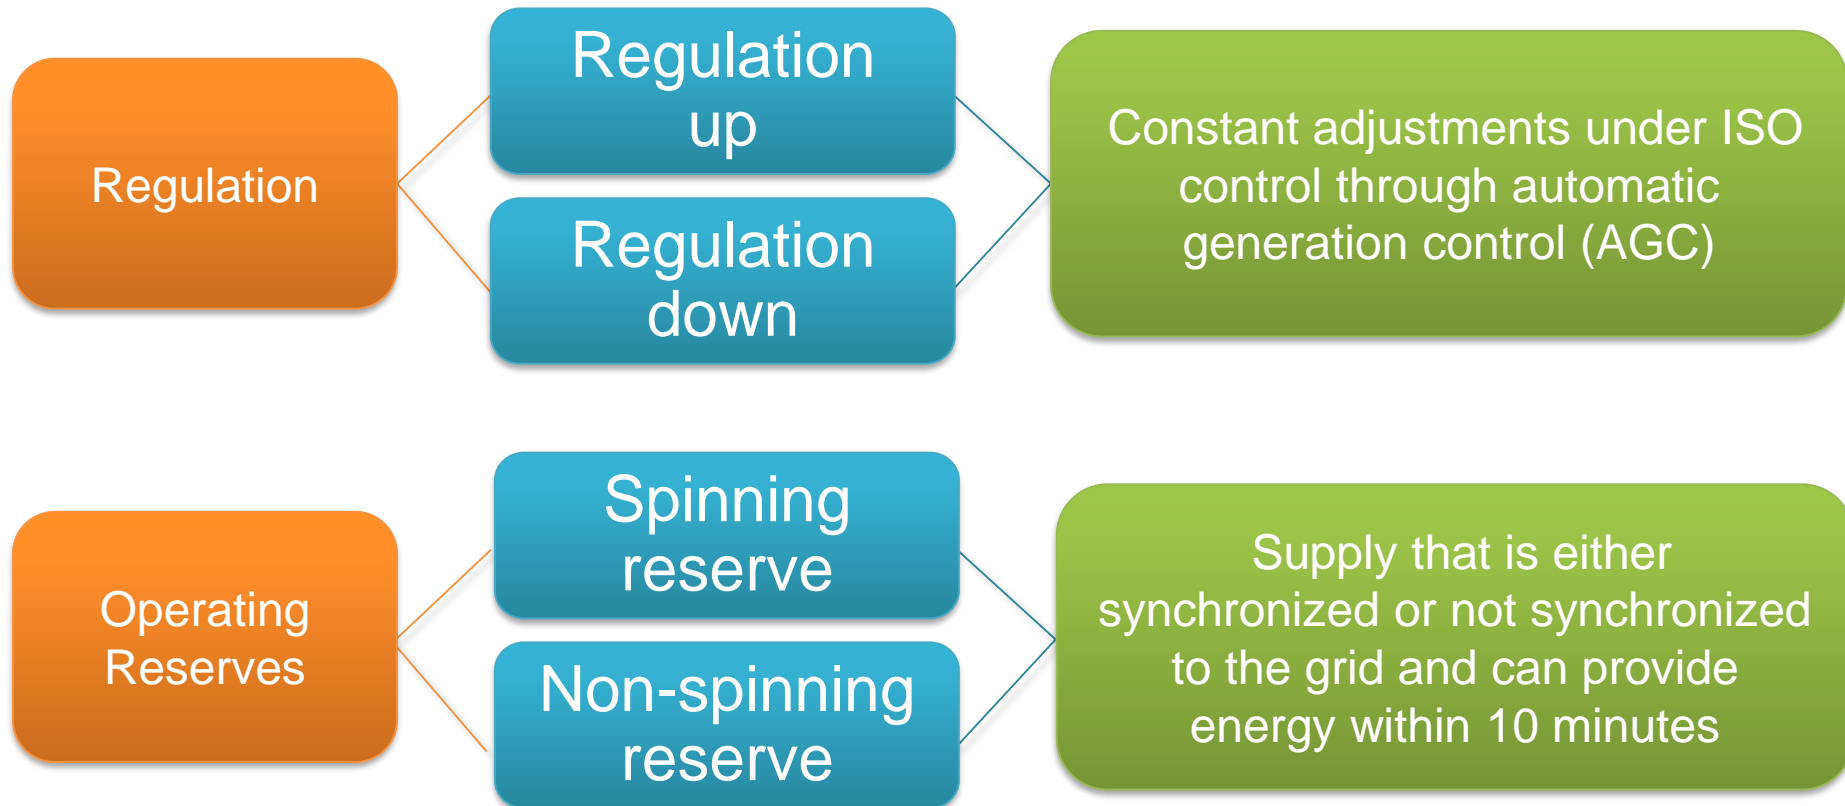 Regulation
Regulation
up
Regulation
down
Constant adjustments under ISO
control through automatic
generation control (AGC)
Operating
Reserves
Spinning
reserve
Non-spinning
reserve
Supply that is either
synchronized or not synchronized
to the grid and can provide
energy within 10 minutes